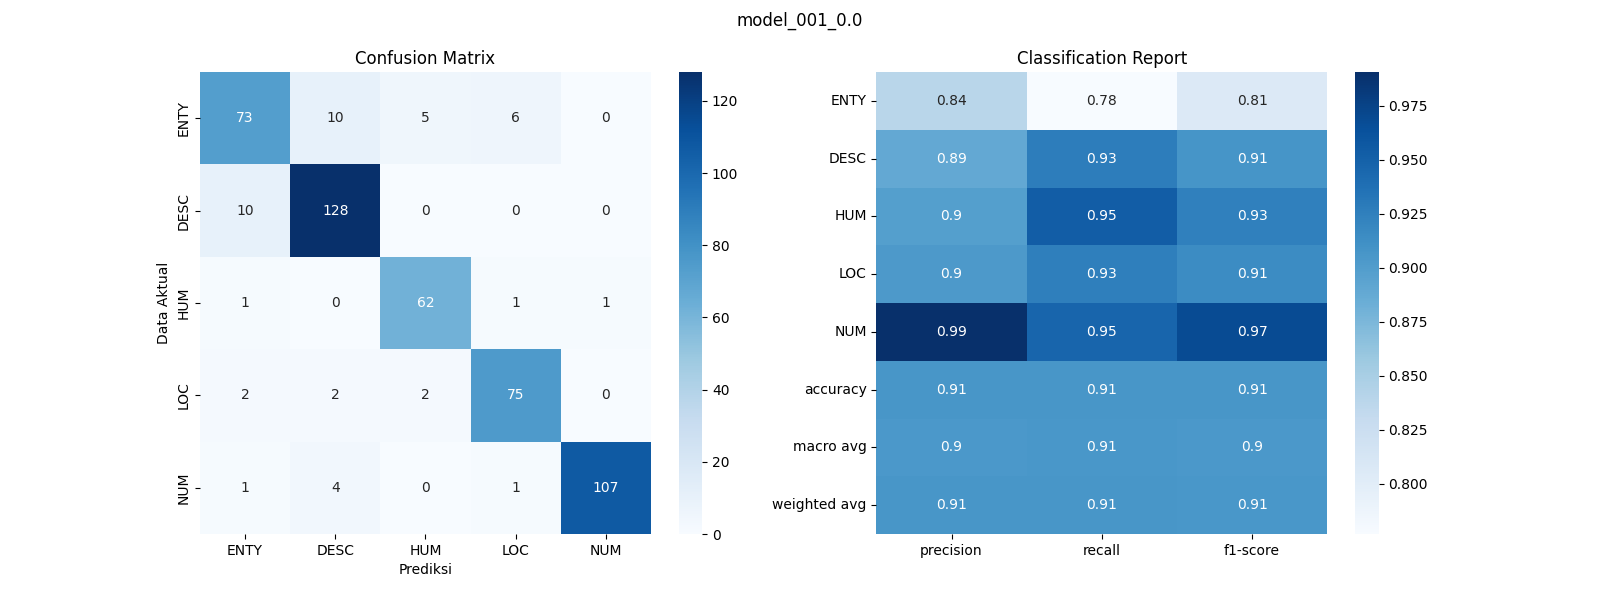 model_001_0.0
Confusion Matrix
Data Aktual
ENTY 73 10 5 6 0
DESC 10 128 0 0 0
HUM 1 0 62 1 1
LOC 2 2 2 75 0
NUM 1 4 0 1 107
ENTY DESC HUM LOC NUM
Prediksi
120
100
80
60
40
20
0
Classification Report
ENTY 0.84 0.78 0.81
DESC 0.89 0.93 0.91
HUM 0.9 0.95 0.93
LOC 0.9 0.93 0.91
NUM 0.99 0.95 0.97
accuracy 0.91 0.91 0.91
macro avg 0.9 0.91 0.9
weighted avg 0.91 0.91 0.91
precision recall f1-score
0.975
0.950
0.925
0.900
0.875
0.850
0.825
0.800